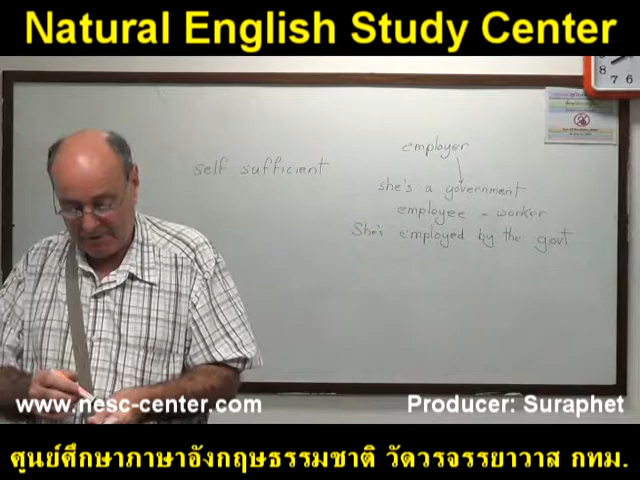 Natural English Study Center
8
7 6
employer
self sufficient
she's a government
employee = worker
She's employed by the govt
www.nesc-center.com
Producer: Suraphet
ศูนย์ศึกษาภาษาอังกฤษธรรมชาติ วัดวรจรรยาวาส กทม.